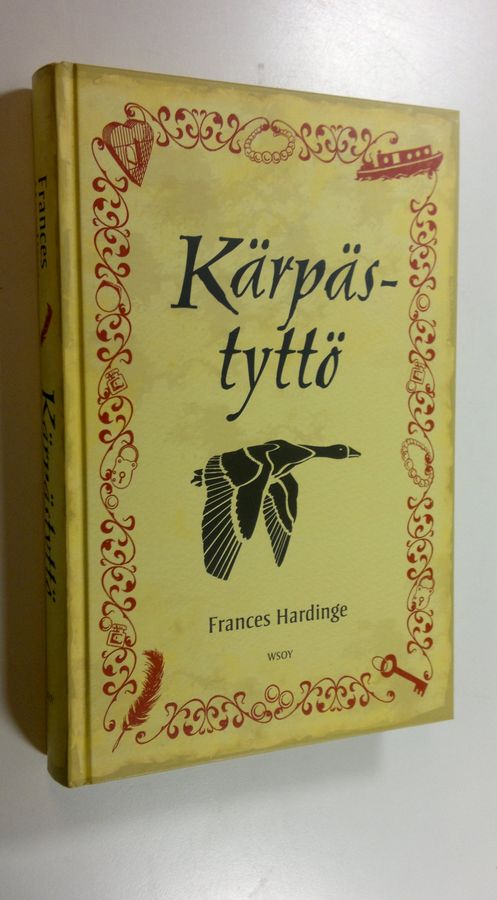 Kärpäs-
tyttö
Frances Hardinge
WSOY
Frances
Kärpästyttö